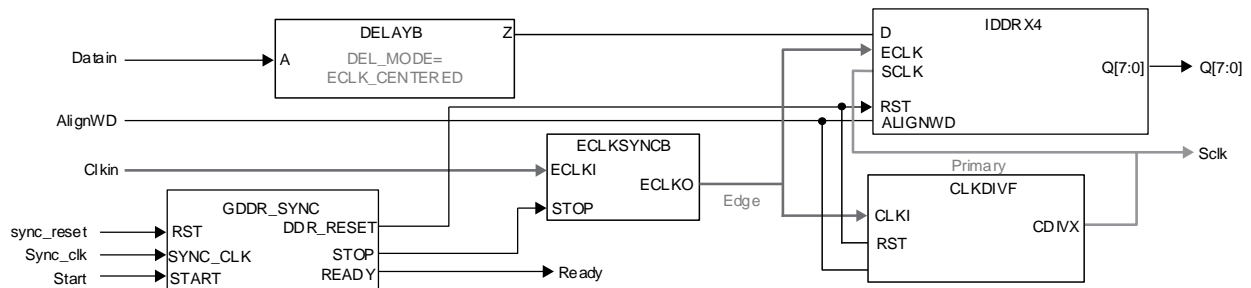 DELAYB
Z
Datain
A
DEL_MODE=
ECLK_CENTERED
IDDRX4
D
ECLK
SCLK
Q[7:0]
Q[7:0]
RST
ALIGNWD
AlignWD
ECLKSYNCB
Clkin
ECLKI
ECLKO
STOP
Edge
Primary
Sclk
GDDR_SYNC
DDR_RESET
sync_reset
RST
Sync_clk
SYNC_CLK
STOP
Start
START
READY
Ready
CLKDIVF
CLKI
CDIVX
RST